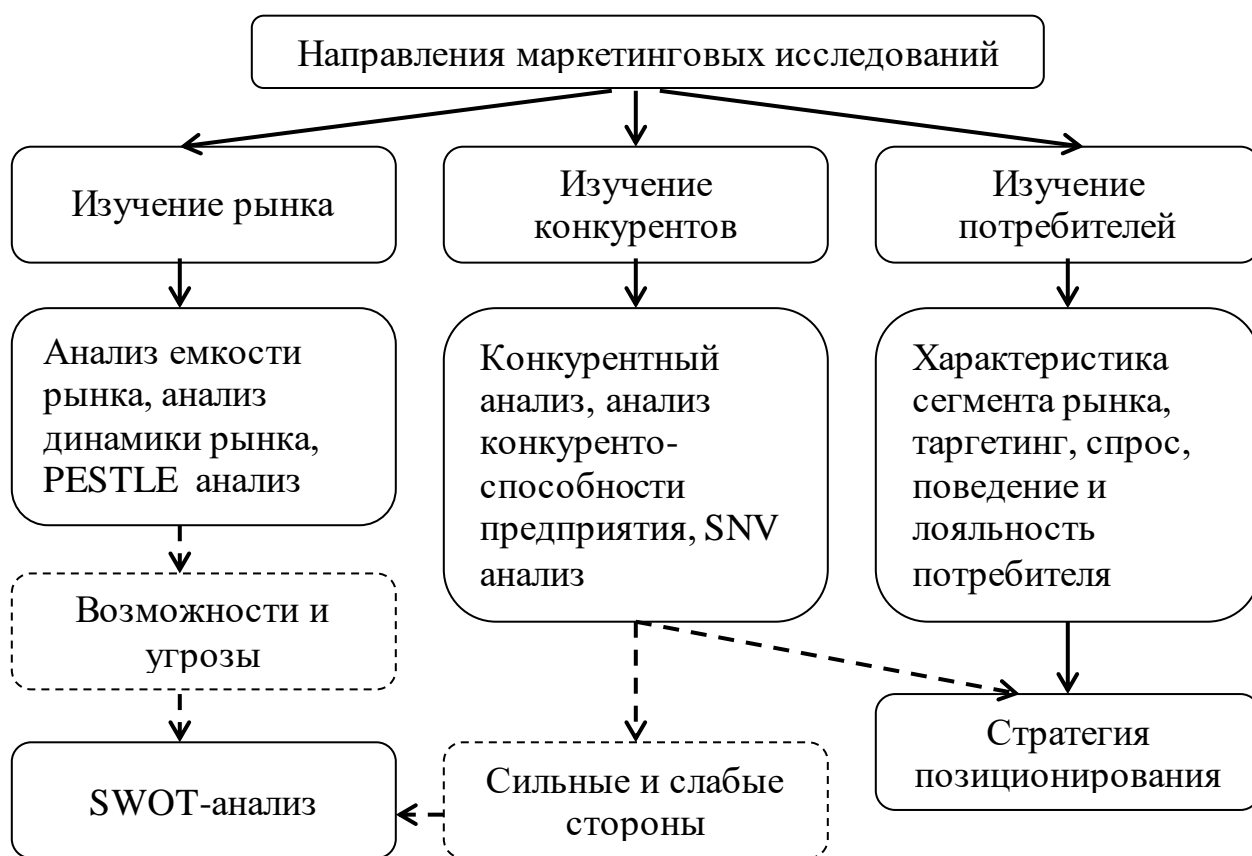 Направления маркетинговых исследований
Изучение рынка
Изучение
конкурентов
Изучение
потребителей
Анализ емкости
рынка, анализ
динамики рынка,
PESTLE анализ
Конкурентный
анализ, анализ
конкуренто-
способности
предприятия, SNV
анализ
Характеристика
сегмента рынка,
таргетинг, спрос,
поведение и
лояльность
потребителя
Возможности и
угрозы
SWOT-анализ
Сильные и слабые
стороны
Стратегия
позиционирования